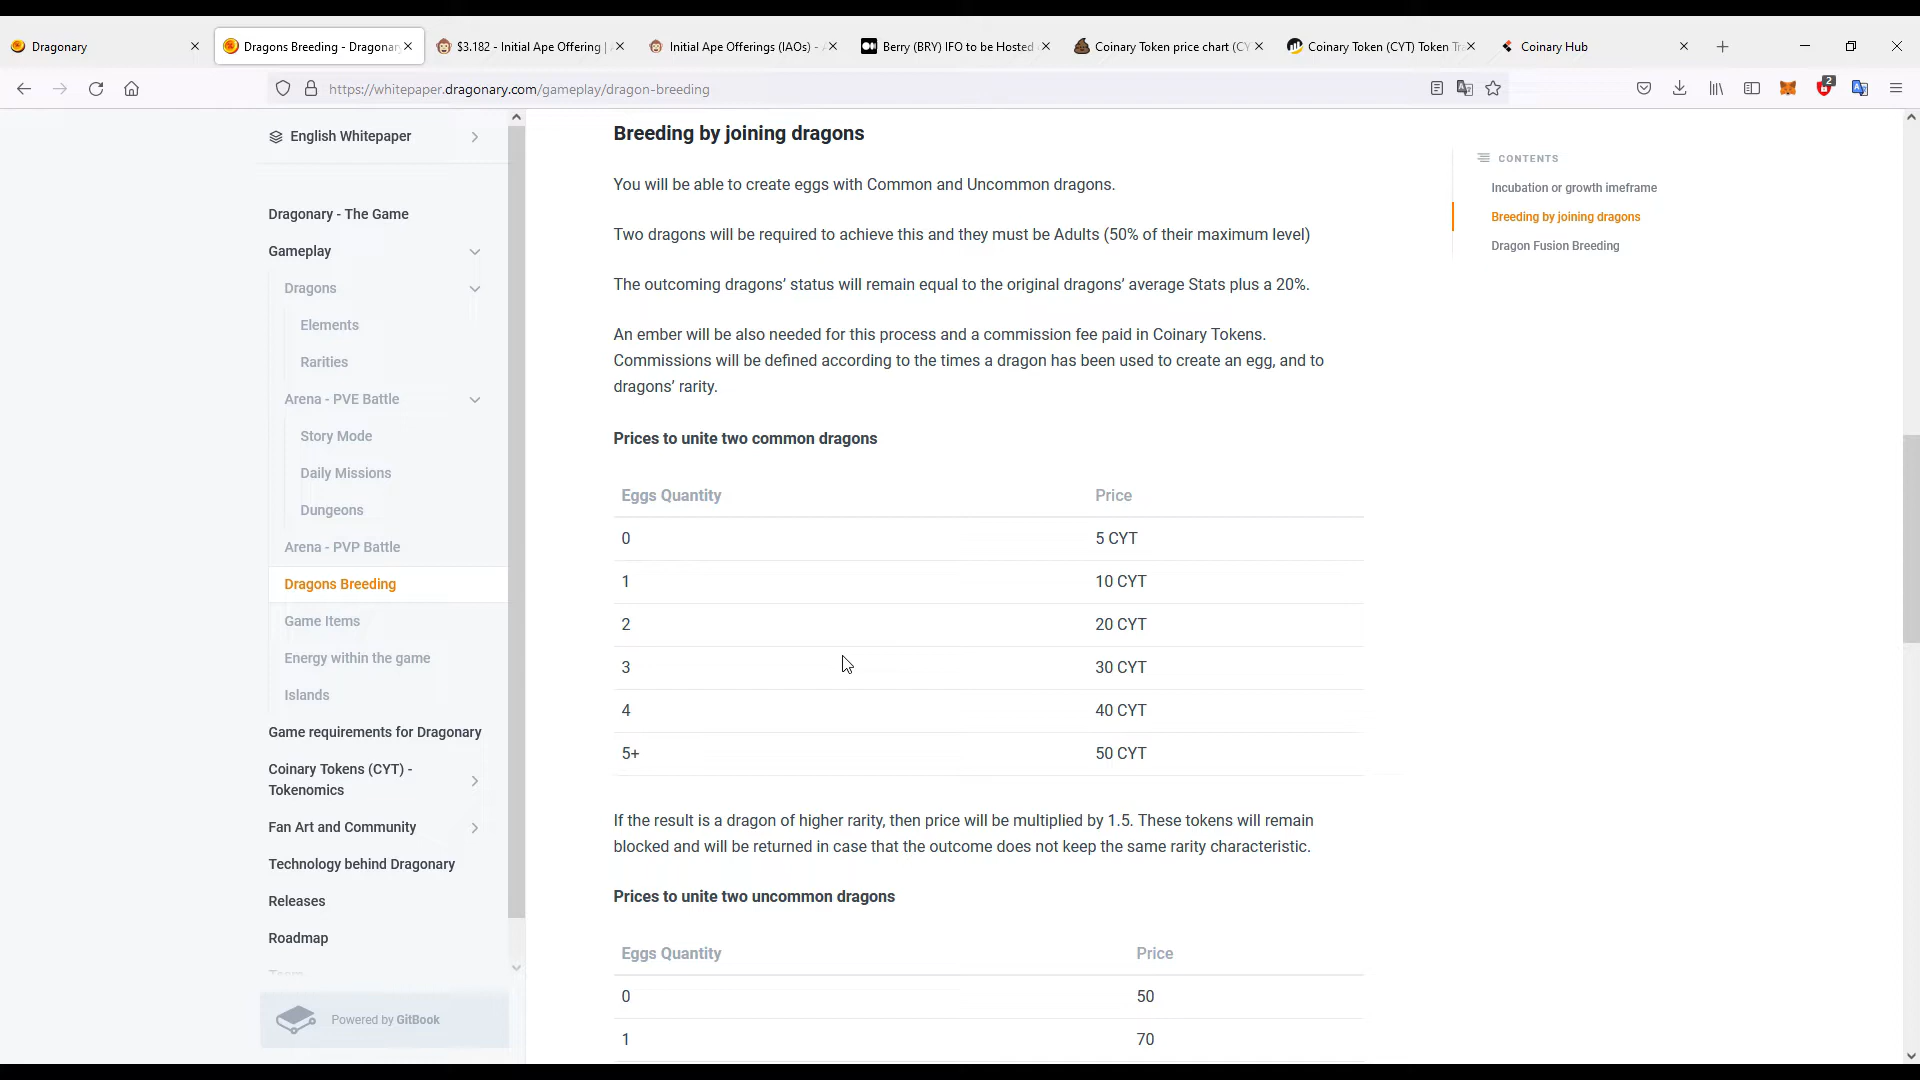 Dragonary
Dragons Breeding - Dragonar
$3.182 - Initial Ape Offering |
Initial Ape Offerings (IAOs) -
Berry (BRY) IFO to be Hosted
Coinary Token price chart (CY
Coinary Token (CYT) Token Tr
Coinary Hub
https://whitepaper.dragonary.com/gameplay/dragon-breeding
2
English Whitepaper
Dragonary - The Game
Gameplay
Dragons
Elements
Rarities
Arena - PVE Battle
Story Mode
Daily Missions
Dungeons
Arena - PVP Battle
Dragons Breeding
Game Items
Energy within the game
Islands
Game requirements for Dragonary
Coinary Tokens (CYT) -
Tokenomics
Fan Art and Community
Technology behind Dragonary
Releases
Roadmap
Team
Powered by GitBook
Breeding by joining dragons
You will be able to create eggs with Common and Uncommon dragons.
Two dragons will be required to achieve this and they must be Adults (50% of their maximum level)
The outcoming dragons’ status will remain equal to the original dragons’ average Stats plus a 20%.
An ember will be also needed for this process and a commission fee paid in Coinary Tokens.
Commissions will be defined according to the times a dragon has been used to create an egg, and to
dragons’ rarity.
Prices to unite two common dragons
Eggs Quantity Price
0 5 CYT
1 10 CYT
2 20 CYT
3 30 CYT
4 40 CYT
5+ 50 CYT
If the result is a dragon of higher rarity, then price will be multiplied by 1.5. These tokens will remain
blocked and will be returned in case that the outcome does not keep the same rarity characteristic.
Prices to unite two uncommon dragons
Eggs Quantity Price
0 50
1 70
CONTENTS
Incubation or growth imeframe
Breeding by joining dragons
Dragon Fusion Breeding